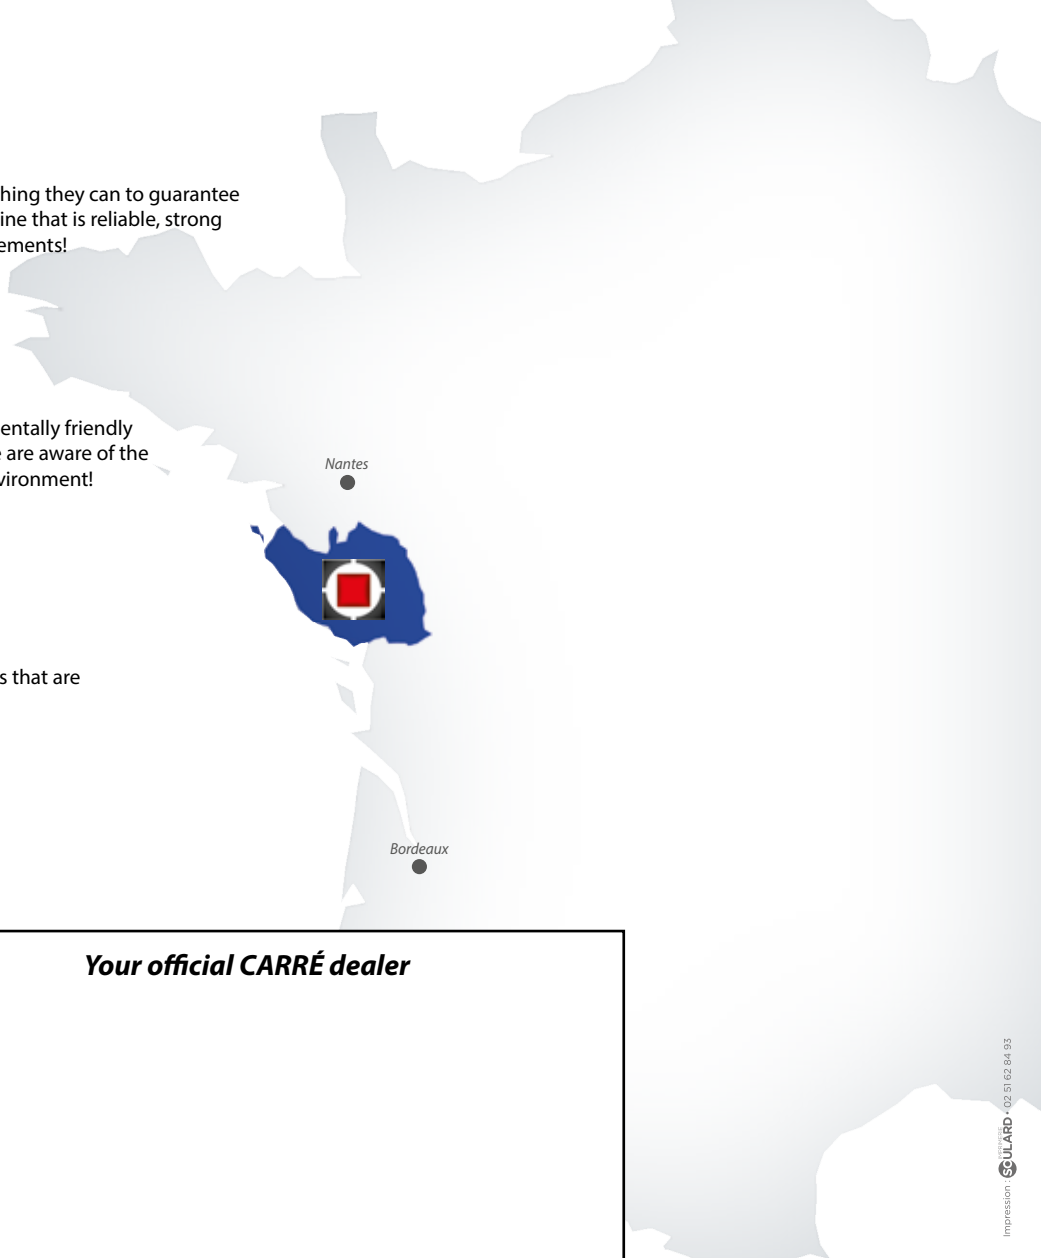 hing they can to guarantee
ine that is reliable, strong
ements!
entally friendly
e are aware of the
vironment!
Nantes
s that are
Bordeaux
Your official CARRÉ dealer
Impression : IMPRIMERIE SOULARD • 02 51 62 84 93